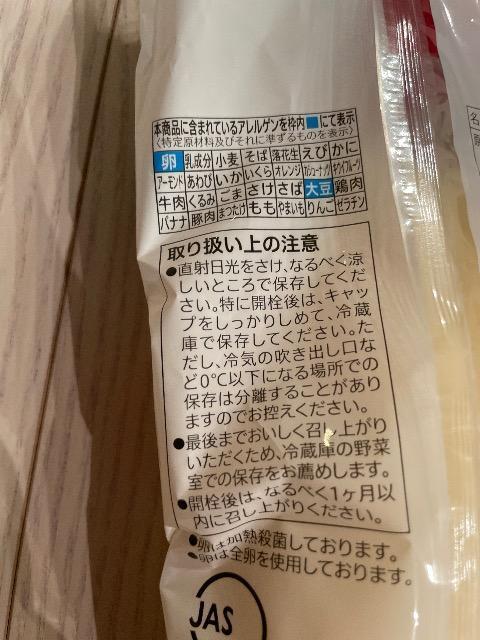 本商品に含まれているアレルゲンを枠内■にて表示
〈特定原材料及びそれに準ずるものを表示〉
卵 乳成分 小麦 そば 落花生 えび かに
アーモンド あわび いか いくら オレンジ カシューナッツ キウイフルーツ
牛肉 くるみ ごま さけ さば 大豆 鶏肉
バナナ 豚肉 まつたけ もも やまいも りんご ゼラチン
取り扱い上の注意
●直射日光をさけ、なるべく涼
しいところで保存してくだ
さい。特に開栓後は、キャッ
プをしっかりしめて、冷蔵
庫で保存してください。た
だし、冷気の吹き出し口な
ど0℃以下になる場所での
保存は分離することがあり
ますのでお控えください。
●最後までおいしく召し上がり
いただくため、冷蔵庫の野菜
室での保存をお薦めします。
●開栓後は、なるべく1ヶ月以
内に召し上がりください。
●卵は加熱殺菌しております。
●卵は全卵を使用しております。
JAS